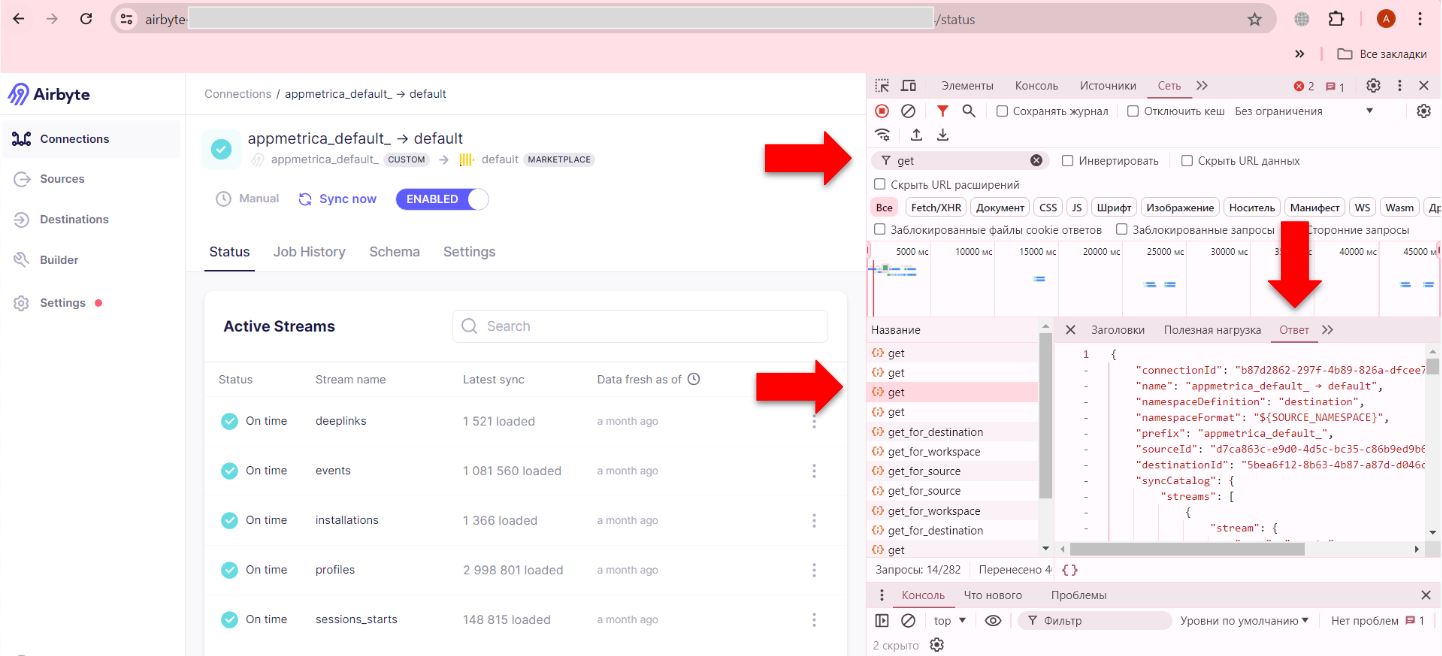 airbyte-
/status
Все закладки
Airbyte
Connections
Sources
Destinations
Builder
Settings
Connections / appmetrica_default_ → default
appmetrica_default_ → default
appmetrica_default_ CUSTOM → default MARKETPLACE
Manual Sync now ENABLED
Status Job History Schema Settings
Active Streams
Search
Status Stream name Latest sync Data fresh as of
On time deeplinks 1 521 loaded a month ago
On time events 1 081 560 loaded a month ago
On time installations 1 366 loaded a month ago
On time profiles 2 998 801 loaded a month ago
On time sessions_starts 148 815 loaded a month ago
Элементы Консоль Источники Сеть 2 1
Сохранять журнал Отключить кеш Без ограничения
get Инвертировать Скрыть URL данных
Скрыть URL расширений
Все Fetch/XHR Документ CSS JS Шрифт Изображение Носитель Манифест WS Wasm
Заблокированные файлы cookie ответов Заблокированные запросы Сторонние запросы
5000 мс 10000 мс 15000 мс 20000 мс 25000 мс 30000 мс 40000 мс 45000 мс
Название
get
get
get
get
get_for_destination
get_for_workspace
get_for_source
get_for_source
get_for_workspace
get_for_destination
get
Запросы: 14/282 Перенесено
Заголовки Полезная нагрузка Ответ
1 {
- "connectionId": "b87d2862-297f-4b89-826a-dfcee7
- "name": "appmetrica_default_ → default",
- "namespaceDefinition": "destination",
- "namespaceFormat": "${SOURCE_NAMESPACE}",
- "prefix": "appmetrica_default_",
- "sourceId": "d7ca863c-e9d0-4d5c-bc35-c86b9ed9b6
- "destinationId": "5bea6f12-8b63-4b87-a87d-d046c
- "syncCatalog": {
- "streams": [
- {
- "stream": {
{}
Консоль Что нового Проблемы
top Фильтр Уровни по умолчанию Нет проблем 1
2 скрыто
A